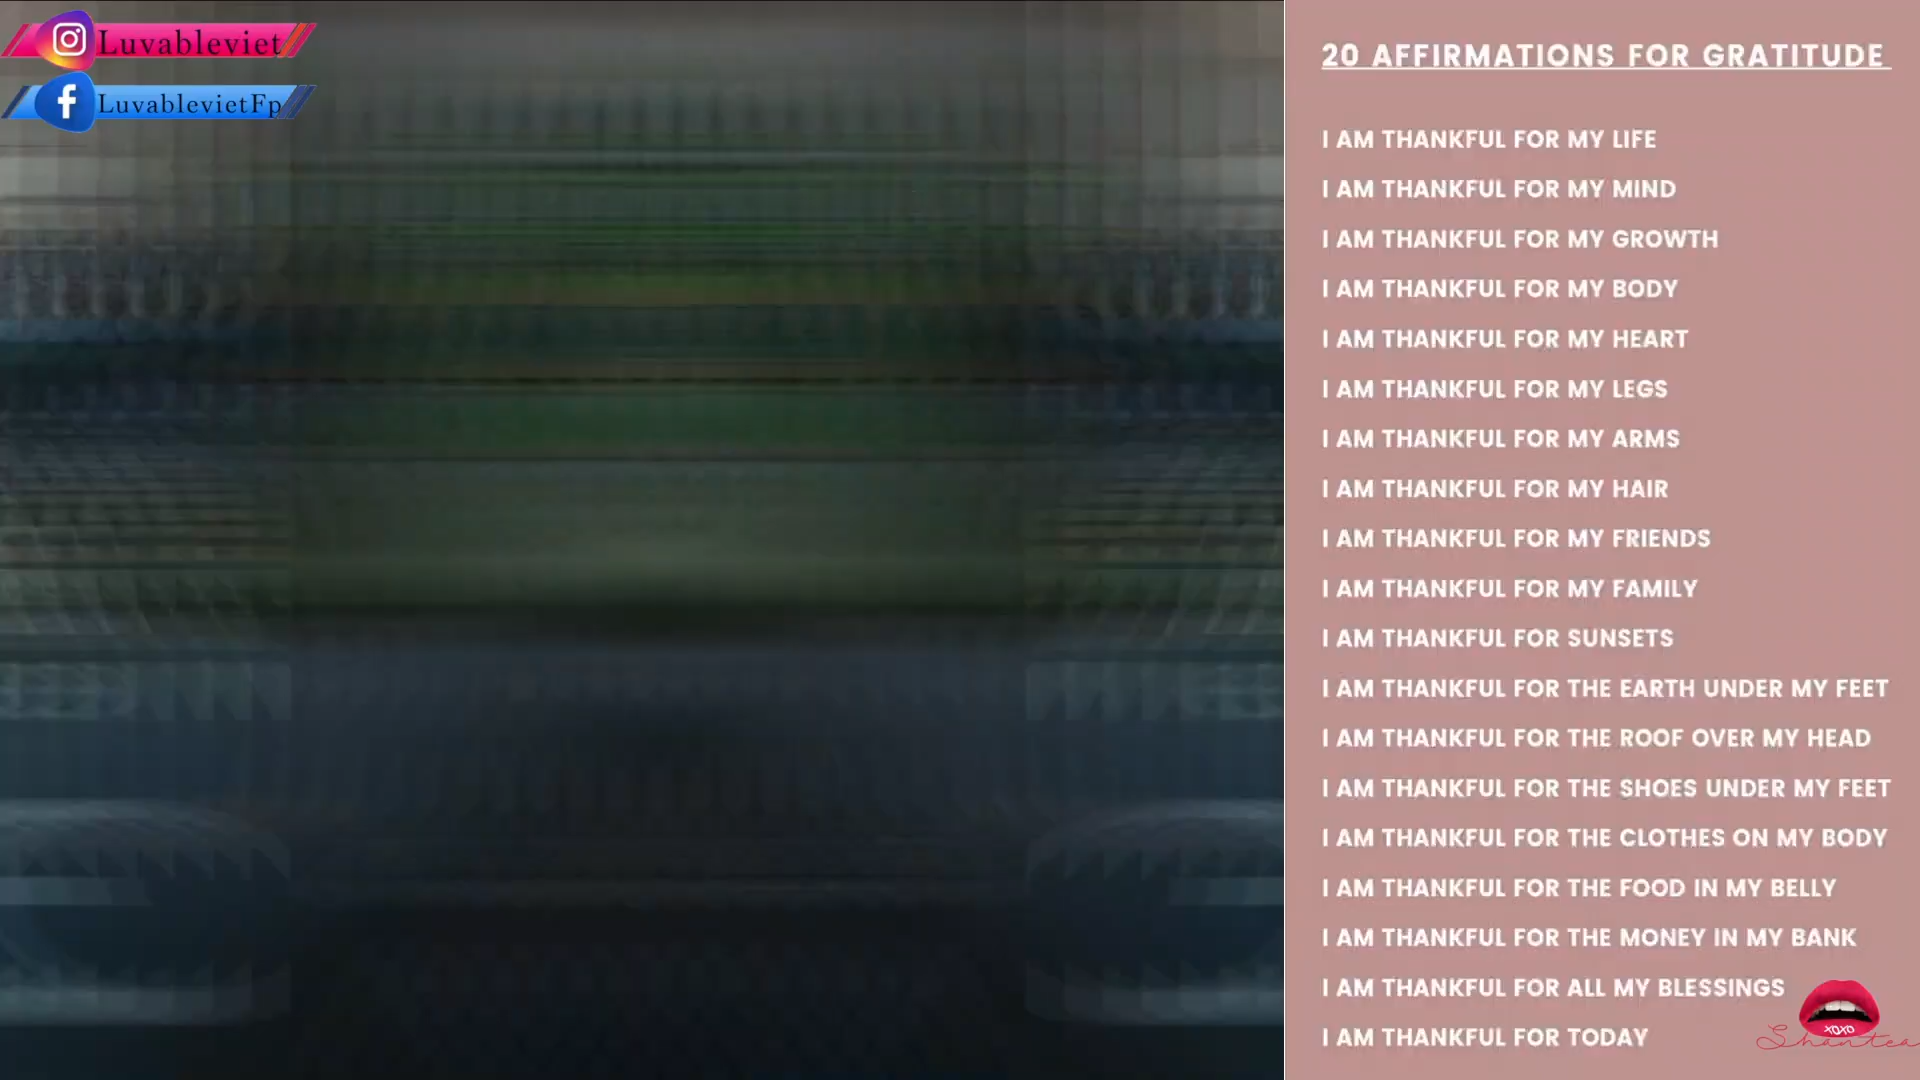 Luvableviet
LuvablevietFp
20 AFFIRMATIONS FOR GRATITUDE
I AM THANKFUL FOR MY LIFE
I AM THANKFUL FOR MY MIND
I AM THANKFUL FOR MY GROWTH
I AM THANKFUL FOR MY BODY
I AM THANKFUL FOR MY HEART
I AM THANKFUL FOR MY LEGS
I AM THANKFUL FOR MY ARMS
I AM THANKFUL FOR MY HAIR
I AM THANKFUL FOR MY FRIENDS
I AM THANKFUL FOR MY FAMILY
I AM THANKFUL FOR SUNSETS
I AM THANKFUL FOR THE EARTH UNDER MY FEET
I AM THANKFUL FOR THE ROOF OVER MY HEAD
I AM THANKFUL FOR THE SHOES UNDER MY FEET
I AM THANKFUL FOR THE CLOTHES ON MY BODY
I AM THANKFUL FOR THE FOOD IN MY BELLY
I AM THANKFUL FOR THE MONEY IN MY BANK
I AM THANKFUL FOR ALL MY BLESSINGS
I AM THANKFUL FOR TODAY
XOXO
Shantea